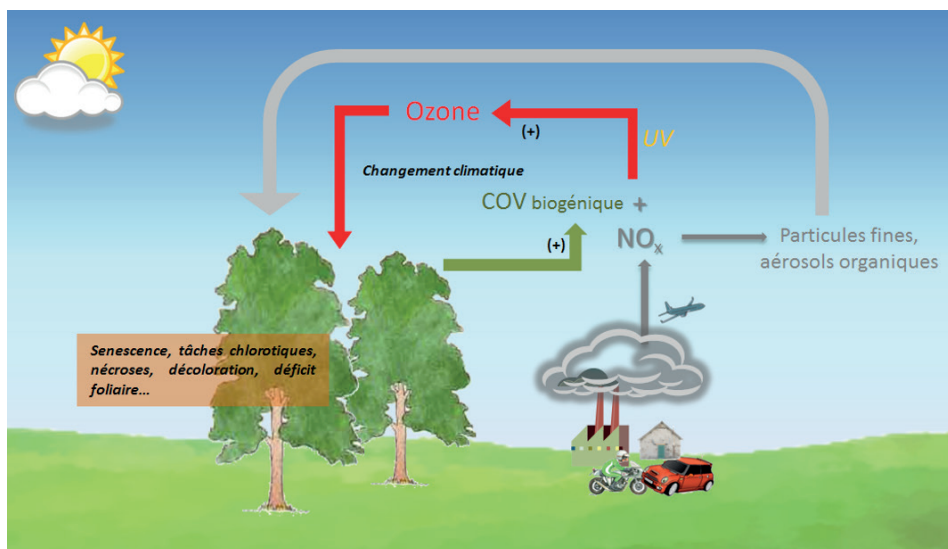 Ozone
(+)
UV
Changement climatique
COV biogénique +
(+)
NOx
Particules fines,
aérosols organiques
Senescence, tâches chlorotiques,
nécroses, décoloration, déficit
foliaire...